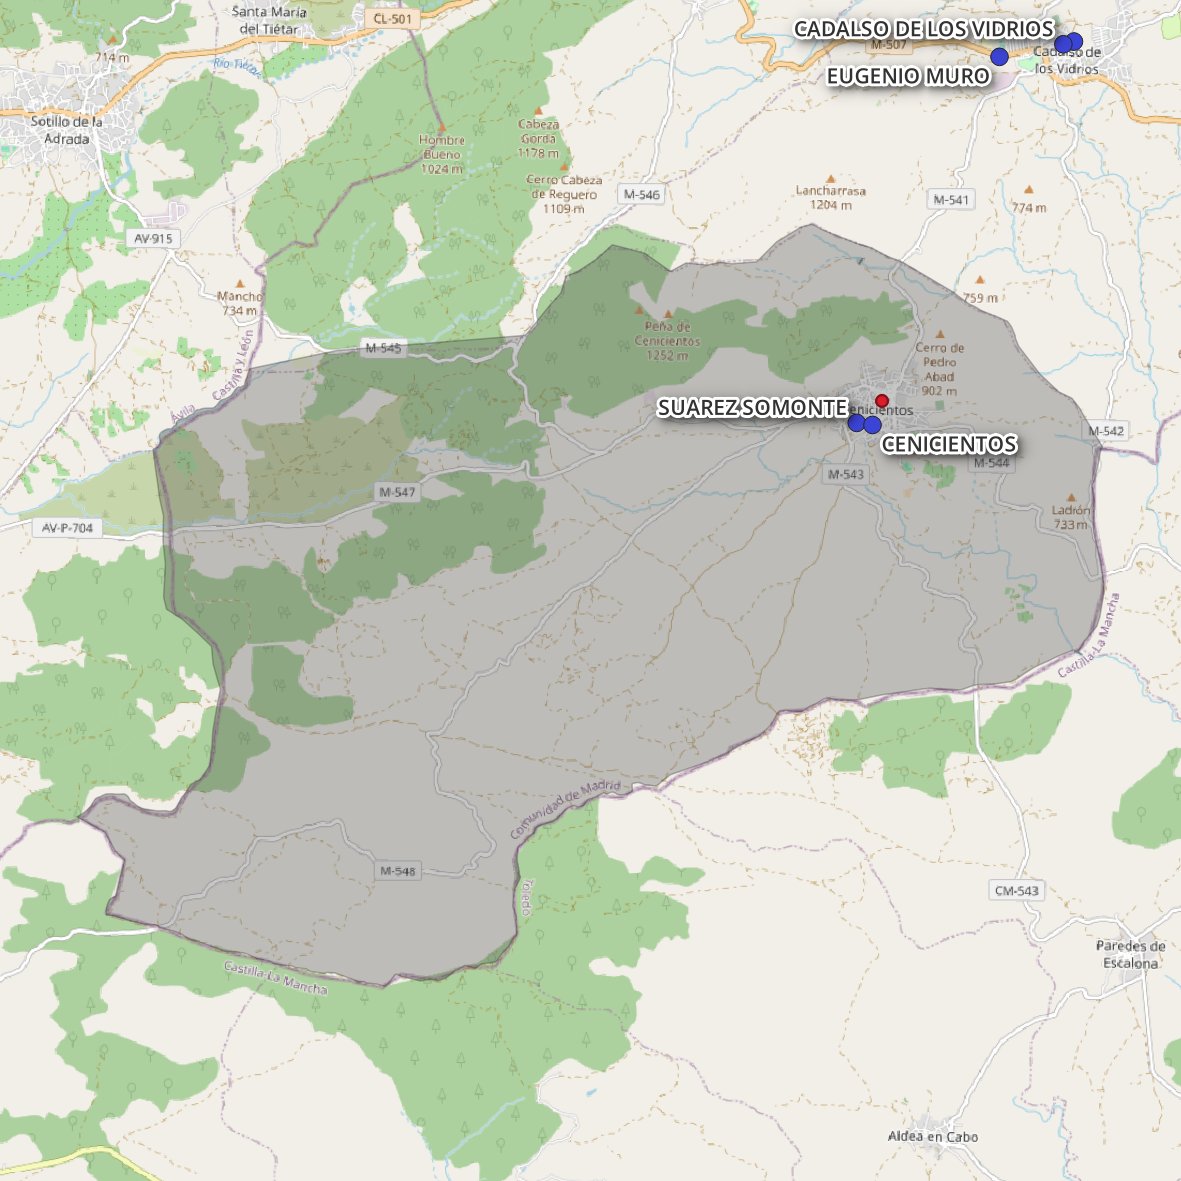 Santa María
del Tiétar
CL-501
CADALSO DE LOS VIDRIOS
M-507
Cadalso de
los Vidrios
EUGENIO MURO
714 m
Río Tiétar
Sotillo de la
Adrada
Hombre
Bueno
1024 m
Cabeza
Gorda
1178 m
Cerro Cabeza
de Reguero
1109 m
M-546
Lancharrasa
1204 m
M-541
774 m
AV-915
Mancho
734 m
759 m
Peña de
Cenicientos
1252 m
M-545
Cerro de
Pedro
Abad
902 m
Castilla y León
Ávila
SUAREZ SOMONTE
Cenicientos
CENICIENTOS
M-542
M-544
M-543
M-547
Ladrón
733 m
AV-P-704
Castilla-La Mancha
Comunidad de Madrid
M-548
Toledo
CM-543
Paredes de
Escalona
Castilla-La Mancha
Aldea en Cabo